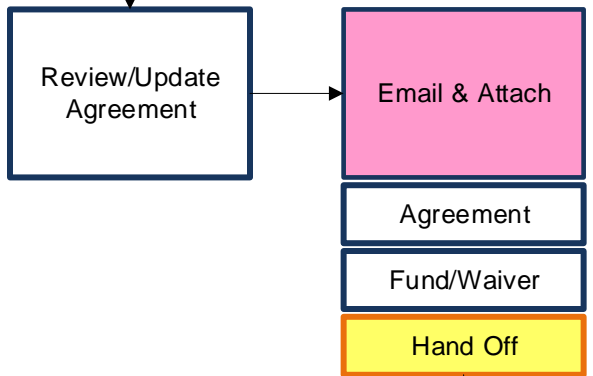 Review/Update
Agreement
Email & Attach
Agreement
Fund/Waiver
Hand Off